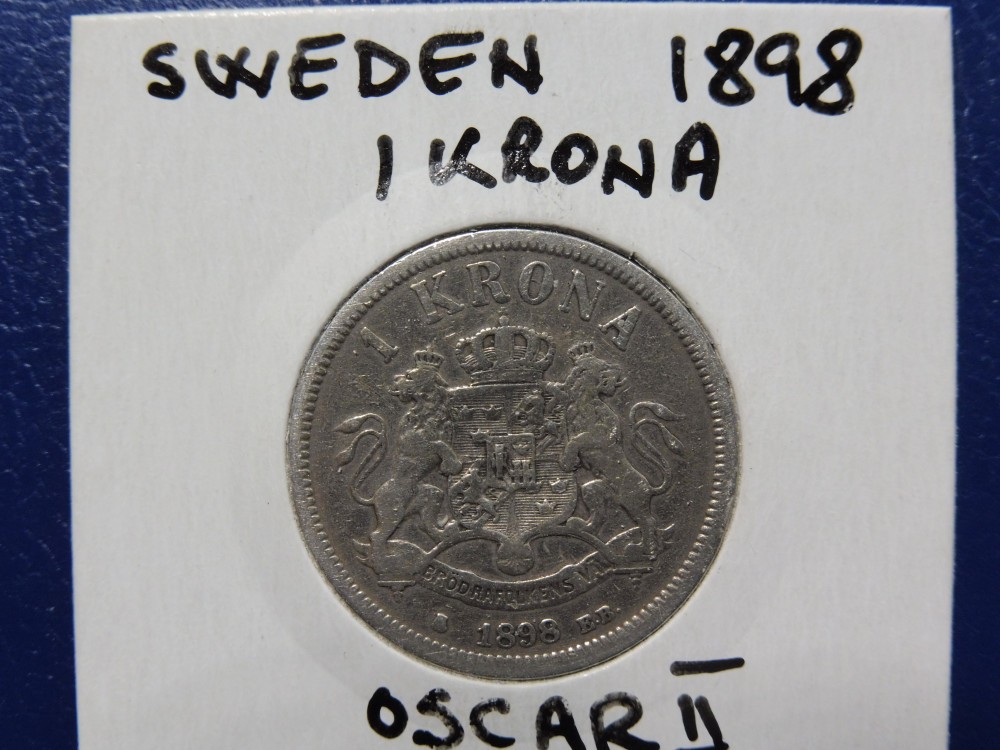 SWEDEN 1898
1 KRONA
1 KRONA
BRÖDRAFOLKENS VÄL
1898 E.B.
OSCAR II